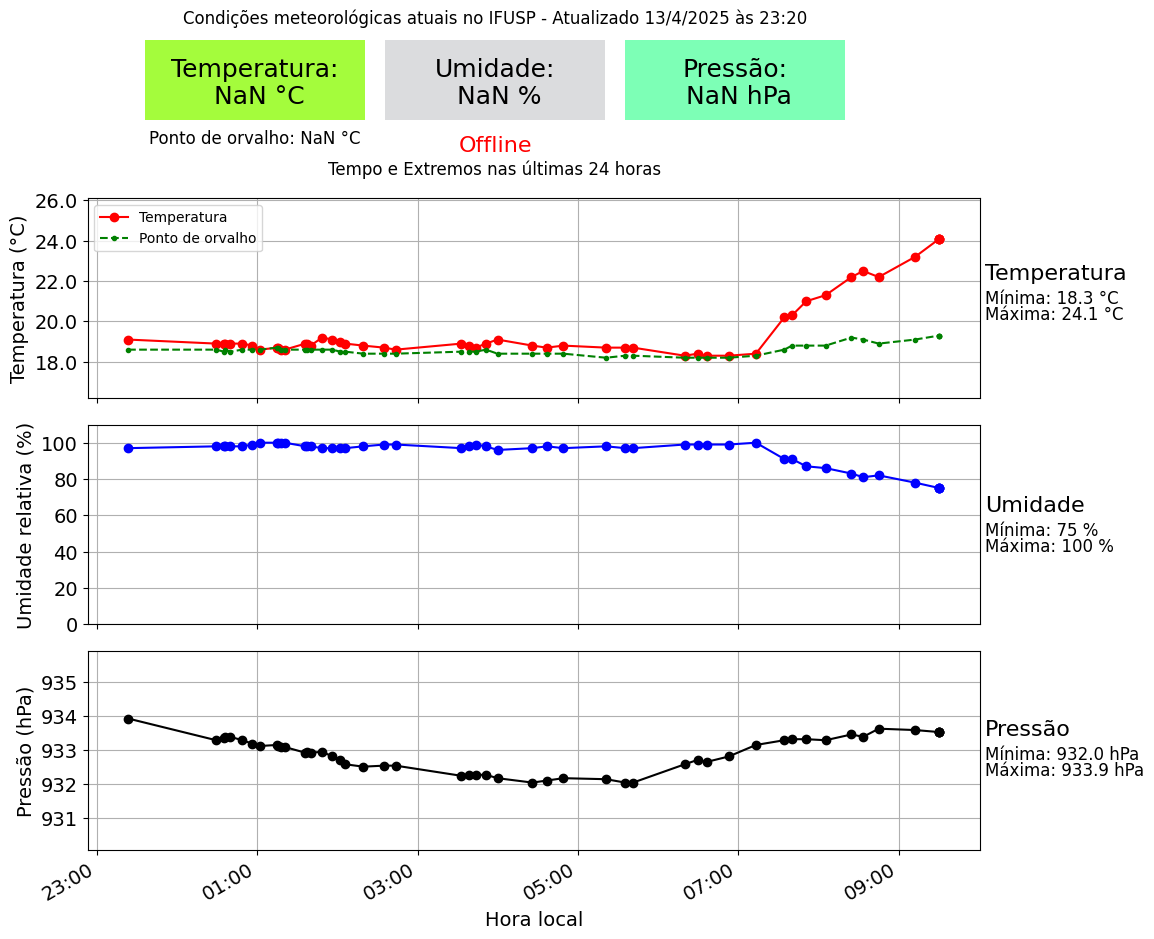 Condições meteorológicas atuais no IFUSP - Atualizado 13/4/2025 às 23:20
Temperatura:
NaN °C
Umidade:
NaN %
Pressão:
NaN hPa
Ponto de orvalho: NaN °C
Offline
Tempo e Extremos nas últimas 24 horas
Temperatura (°C)
26.0
24.0
22.0
20.0
18.0
Temperatura
Ponto de orvalho
Temperatura
Mínima: 18.3 °C
Máxima: 24.1 °C
Umidade relativa (%)
100
80
60
40
20
0
Umidade
Mínima: 75 %
Máxima: 100 %
Pressão (hPa)
935
934
933
932
931
Pressão
Mínima: 932.0 hPa
Máxima: 933.9 hPa
23:00
01:00
03:00
05:00
07:00
09:00
Hora local